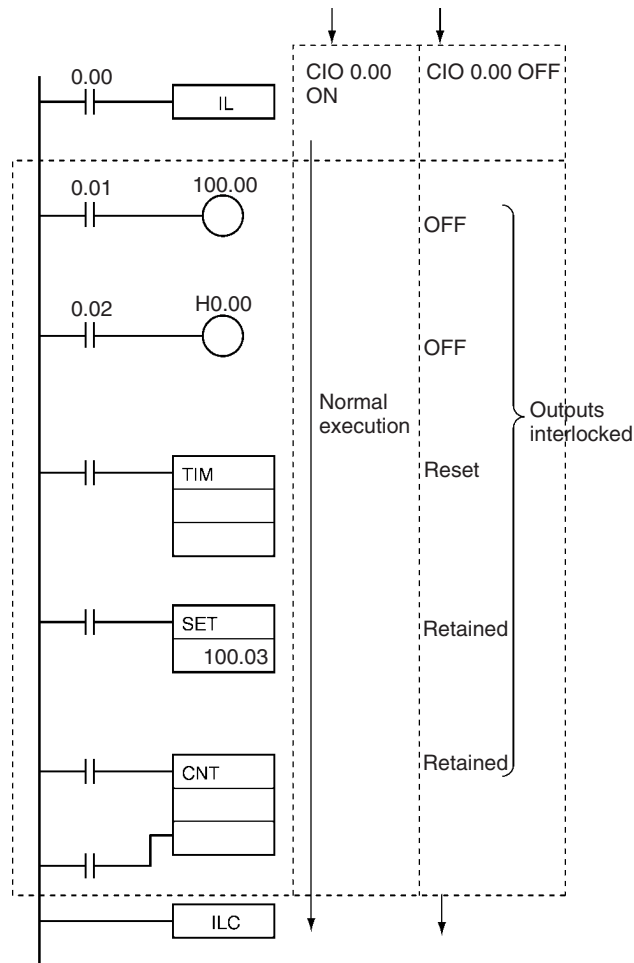 0.00
IL
CIO 0.00
ON
CIO 0.00 OFF
0.01
100.00
OFF
0.02
H0.00
OFF
Normal
execution
Outputs
interlocked
TIM
Reset
SET
100.03
Retained
CNT
Retained
ILC